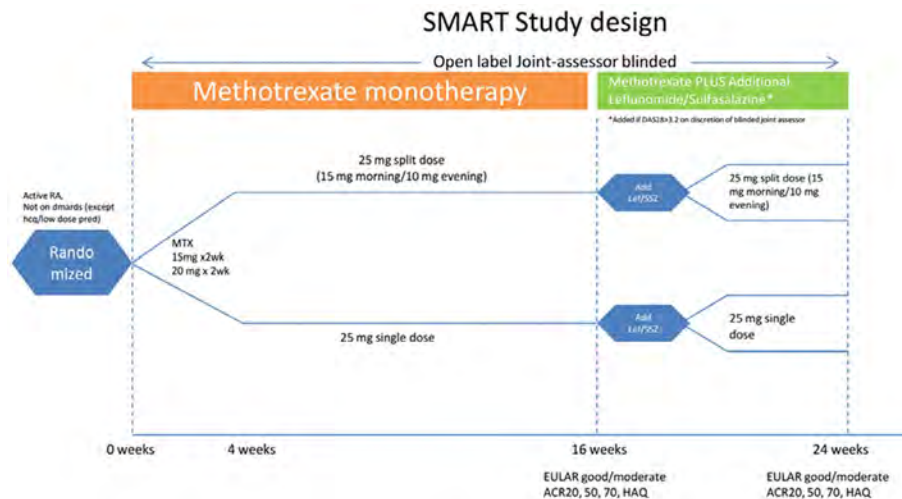 SMART Study design
Open label Joint-assessor blinded
Methotrexate monotherapy
Methotrexate PLUS Additional
Leflunomide/Sulfasalazine*
*Added if DAS28>3.2 on discretion of blinded joint assessor
25 mg split dose
(15 mg morning/10 mg evening)
Active RA,
Not on dmards (except
hcq/low dose pred)
Rando
mized
MTX
15mg x2wk
20 mg x 2wk
Add
Lef/SSZ
25 mg split dose (15
mg morning/10 mg
evening)
25 mg single dose
Add
Lef/SSZ
25 mg single
dose
0 weeks
4 weeks
16 weeks
24 weeks
EULAR good/moderate
ACR20, 50, 70, HAQ
EULAR good/moderate
ACR20, 50, 70, HAQ